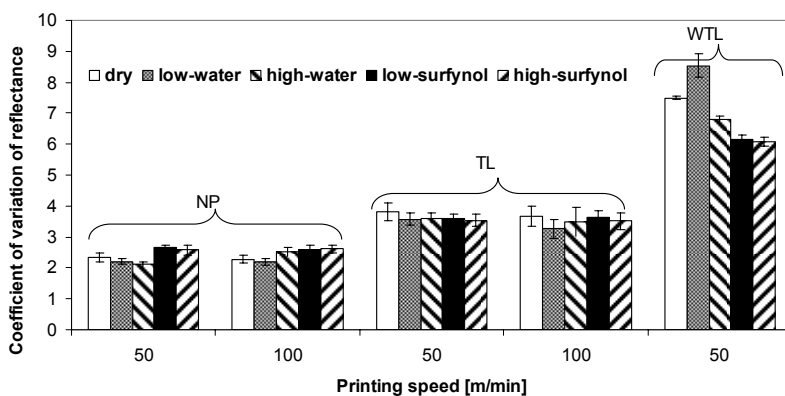 10
9
8
7
6
5
4
3
2
1
0
Coefficient of variation of reflectance
dry low-water high-water low-surfynol high-surfynol
NP
TL
WTL
50 100 50 100 50
Printing speed [m/min]